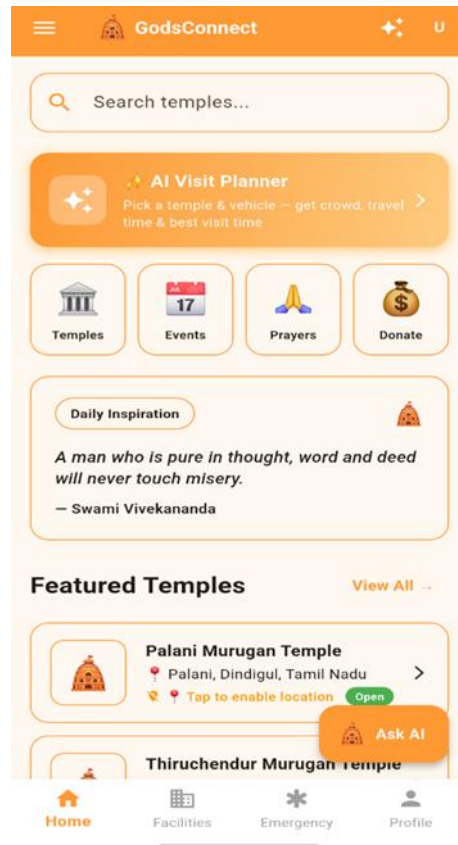 GodsConnect
U
Search temples...
✨ AI Visit Planner
Pick a temple & vehicle — get crowd, travel
time & best visit time
17
Temples
Events
Prayers
Donate
Daily Inspiration
A man who is pure in thought, word and deed
will never touch misery.
— Swami Vivekananda
Featured Temples
View All →
Palani Murugan Temple
📍 Palani, Dindigul, Tamil Nadu
📍 Tap to enable location
Open
Ask AI
Thiruchendur Murugan Temple
Home
Facilities
Emergency
Profile